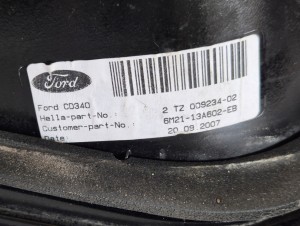 Ford
Ford CD340
Hella-part-No.: 2 TZ 009234-02
Customer-part-No.: 6M21-13A602-EB
Date: 20.09.2007